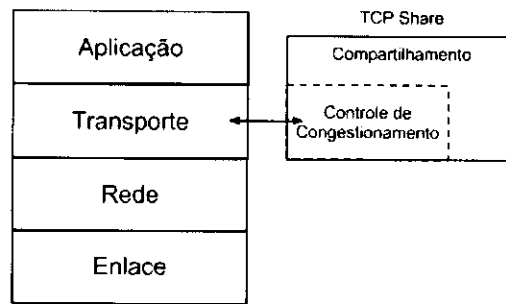 TCP Share
Aplicação
Compartilhamento
Transporte
Controle de
Congestionamento
Rede
Enlace